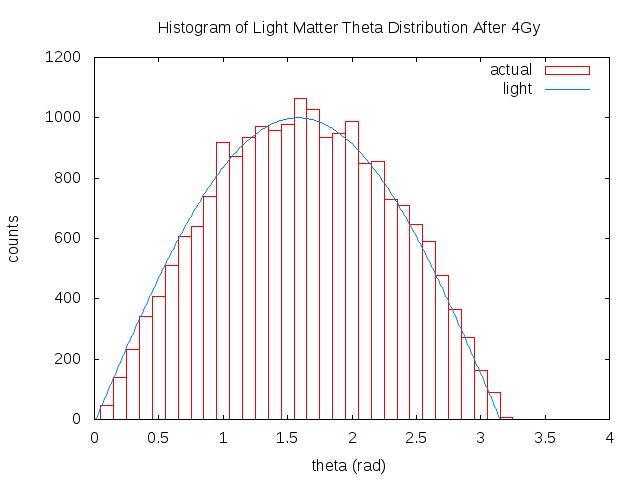 Histogram of Light Matter Theta Distribution After 4Gy
1200
1000
800
600
400
200
0
counts
actual
light
0 0.5 1 1.5 2 2.5 3 3.5 4
theta (rad)